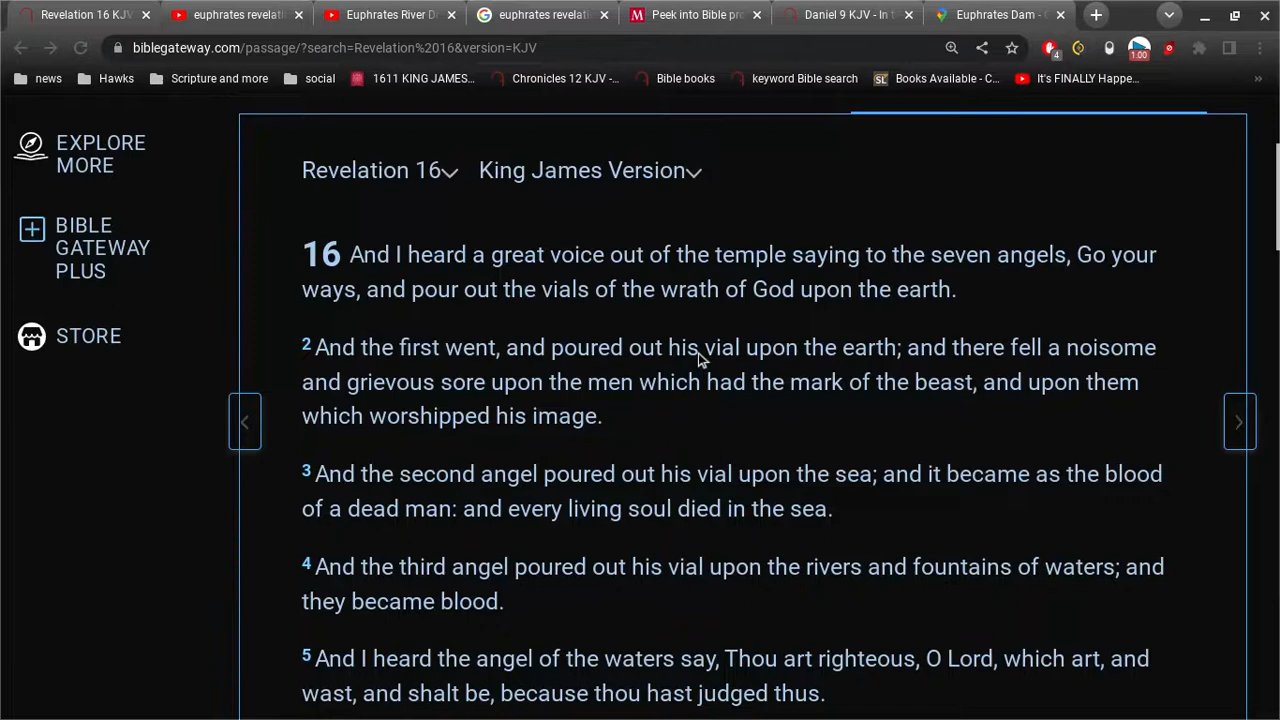 Revelation 16 KJV
euphrates revelati
Euphrates River D
euphrates revelati
Peek into Bible pr
Daniel 9 KJV - In t
Euphrates Dam - G
biblegateway.com/passage/?search=Revelation%2016&version=KJV
4
1.00
news
Hawks
Scripture and more
social
1611 KING JAMES...
Chronicles 12 KJV -...
Bible books
keyword Bible search
SL
Books Available - C...
It's FINALLY Happe...
EXPLORE
MORE
BIBLE
GATEWAY
PLUS
STORE
Revelation 16 King James Version
16 And I heard a great voice out of the temple saying to the seven angels, Go your
ways, and pour out the vials of the wrath of God upon the earth.
2 And the first went, and poured out his vial upon the earth; and there fell a noisome
and grievous sore upon the men which had the mark of the beast, and upon them
which worshipped his image.
3 And the second angel poured out his vial upon the sea; and it became as the blood
of a dead man: and every living soul died in the sea.
4 And the third angel poured out his vial upon the rivers and fountains of waters; and
they became blood.
5 And I heard the angel of the waters say, Thou art righteous, O Lord, which art, and
wast, and shalt be, because thou hast judged thus.